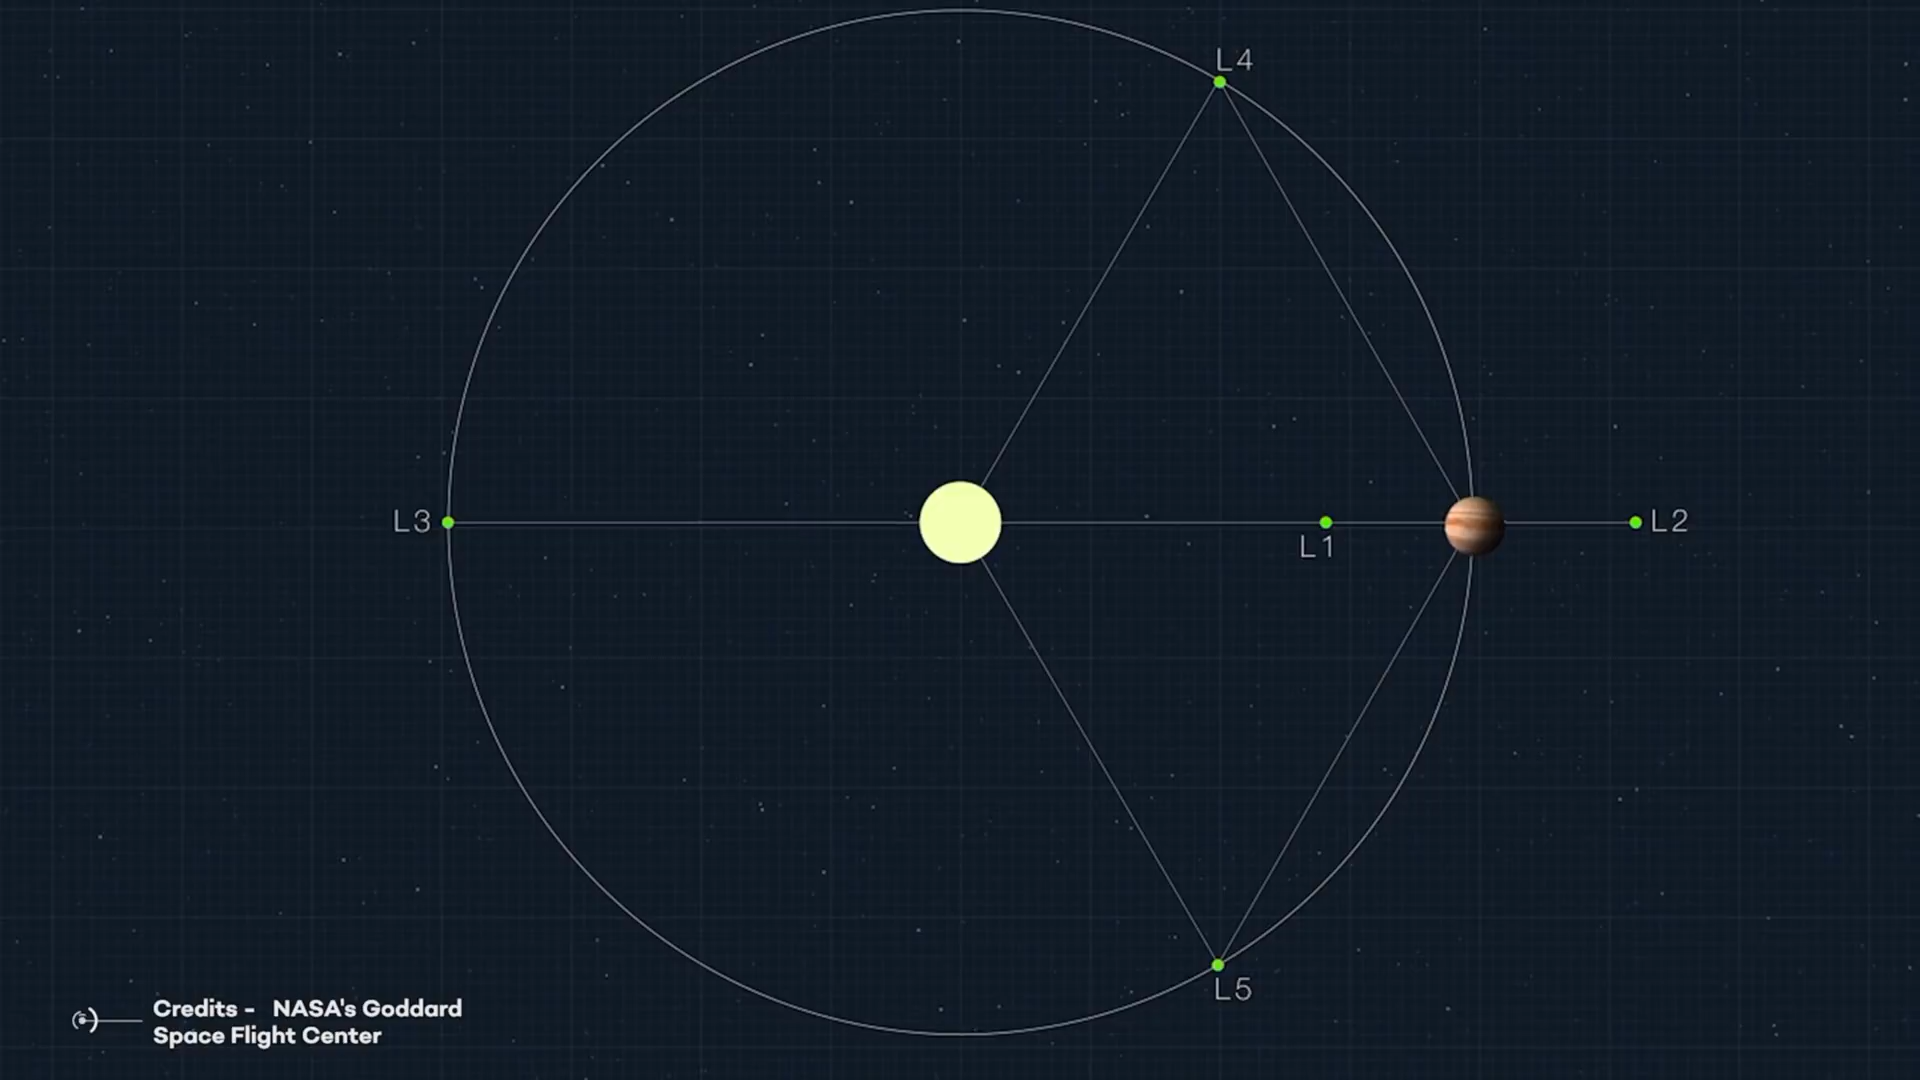 L4
L3
L2
L1
L5
Credits - NASA's Goddard
Space Flight Center